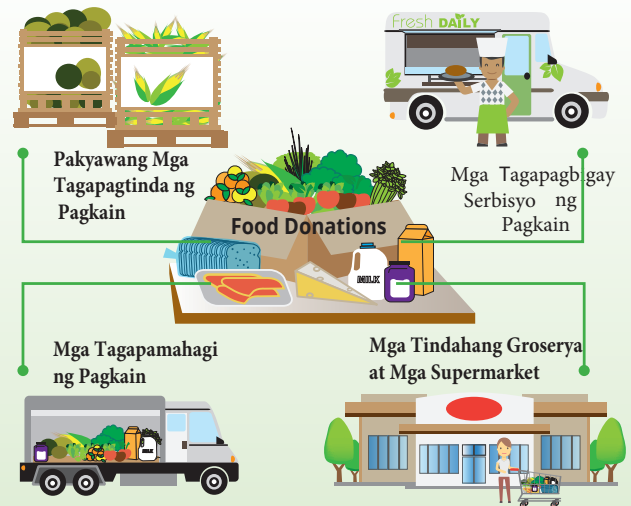 Fresh DAILY
Pakyawang Mga
Tagapagtinda ng
Pagkain
Mga Tagapagbigay
Serbisyo ng
Pagkain
Food Donations
MILK
Mga Tagapamahagi
ng Pagkain
Mga Tindahang Groserya
at Mga Supermarket
MILK